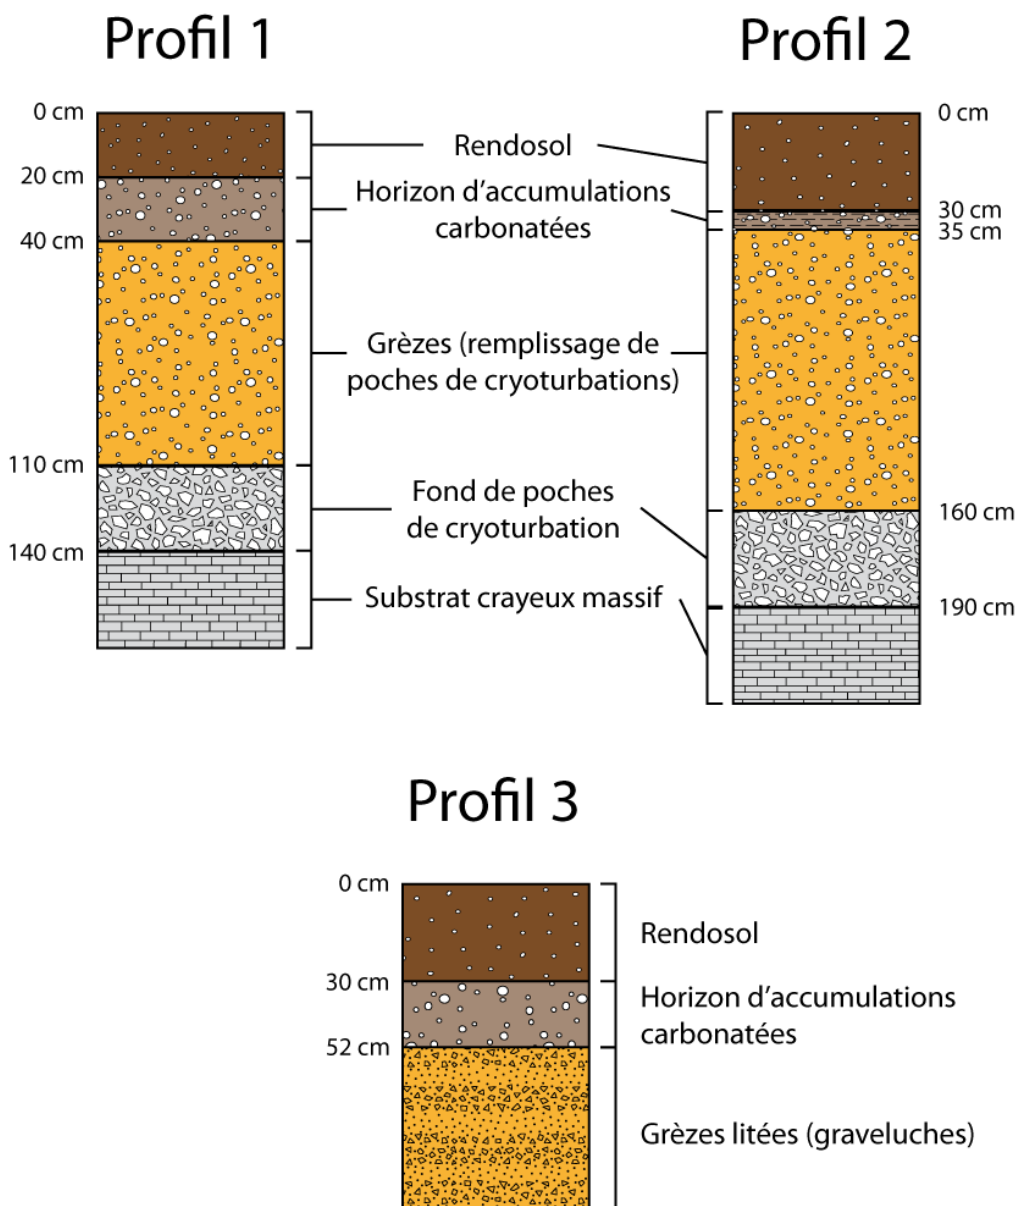 Profil 1
Profil 2
0 cm
20 cm
40 cm
110 cm
140 cm
Rendosol
Horizon d’accumulations
carbonatées
Grèzes (remplissage de
poches de cryoturbations)
Fond de poches
de cryoturbation
Substrat crayeux massif
0 cm
30 cm
35 cm
160 cm
190 cm
Profil 3
0 cm
30 cm
52 cm
Rendosol
Horizon d’accumulations
carbonatées
Grèzes litées (graveluches)